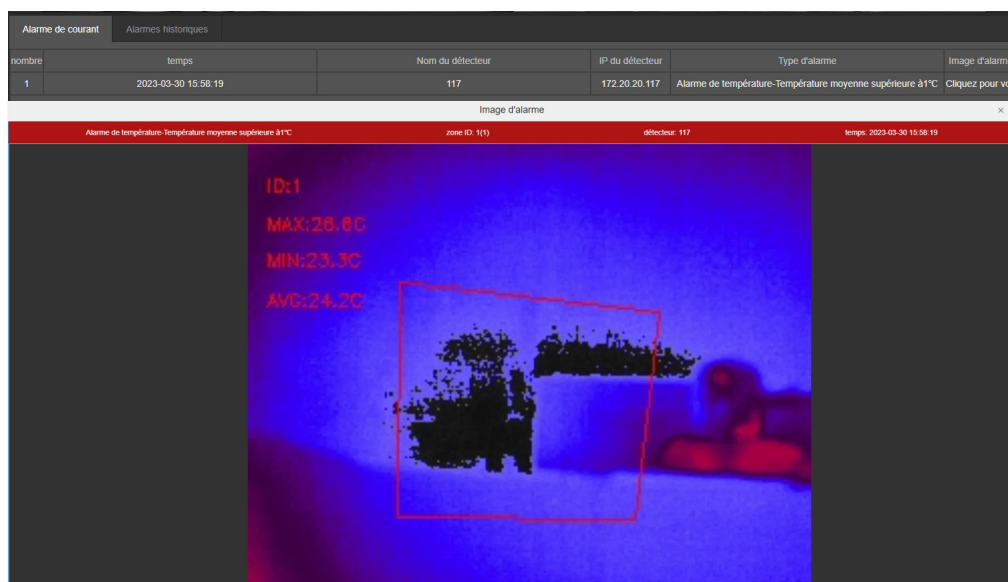 Alarme de courant Alarmes historiques
nombre temps Nom du détecteur IP du détecteur Type d'alarme Image d'alarme
1 2023-03-30 15:58:19 117 172.20.20.117 Alarme de température-Température moyenne supérieure à1°C Cliquez pour vo
Image d'alarme ×
Alarme de température-Température moyenne supérieure à1°C zone ID: 1(1) détecteur: 117 temps: 2023-03-30 15:58:19
ID:1
MAX:26.6C
MIN:23.3C
AVG:24.2C